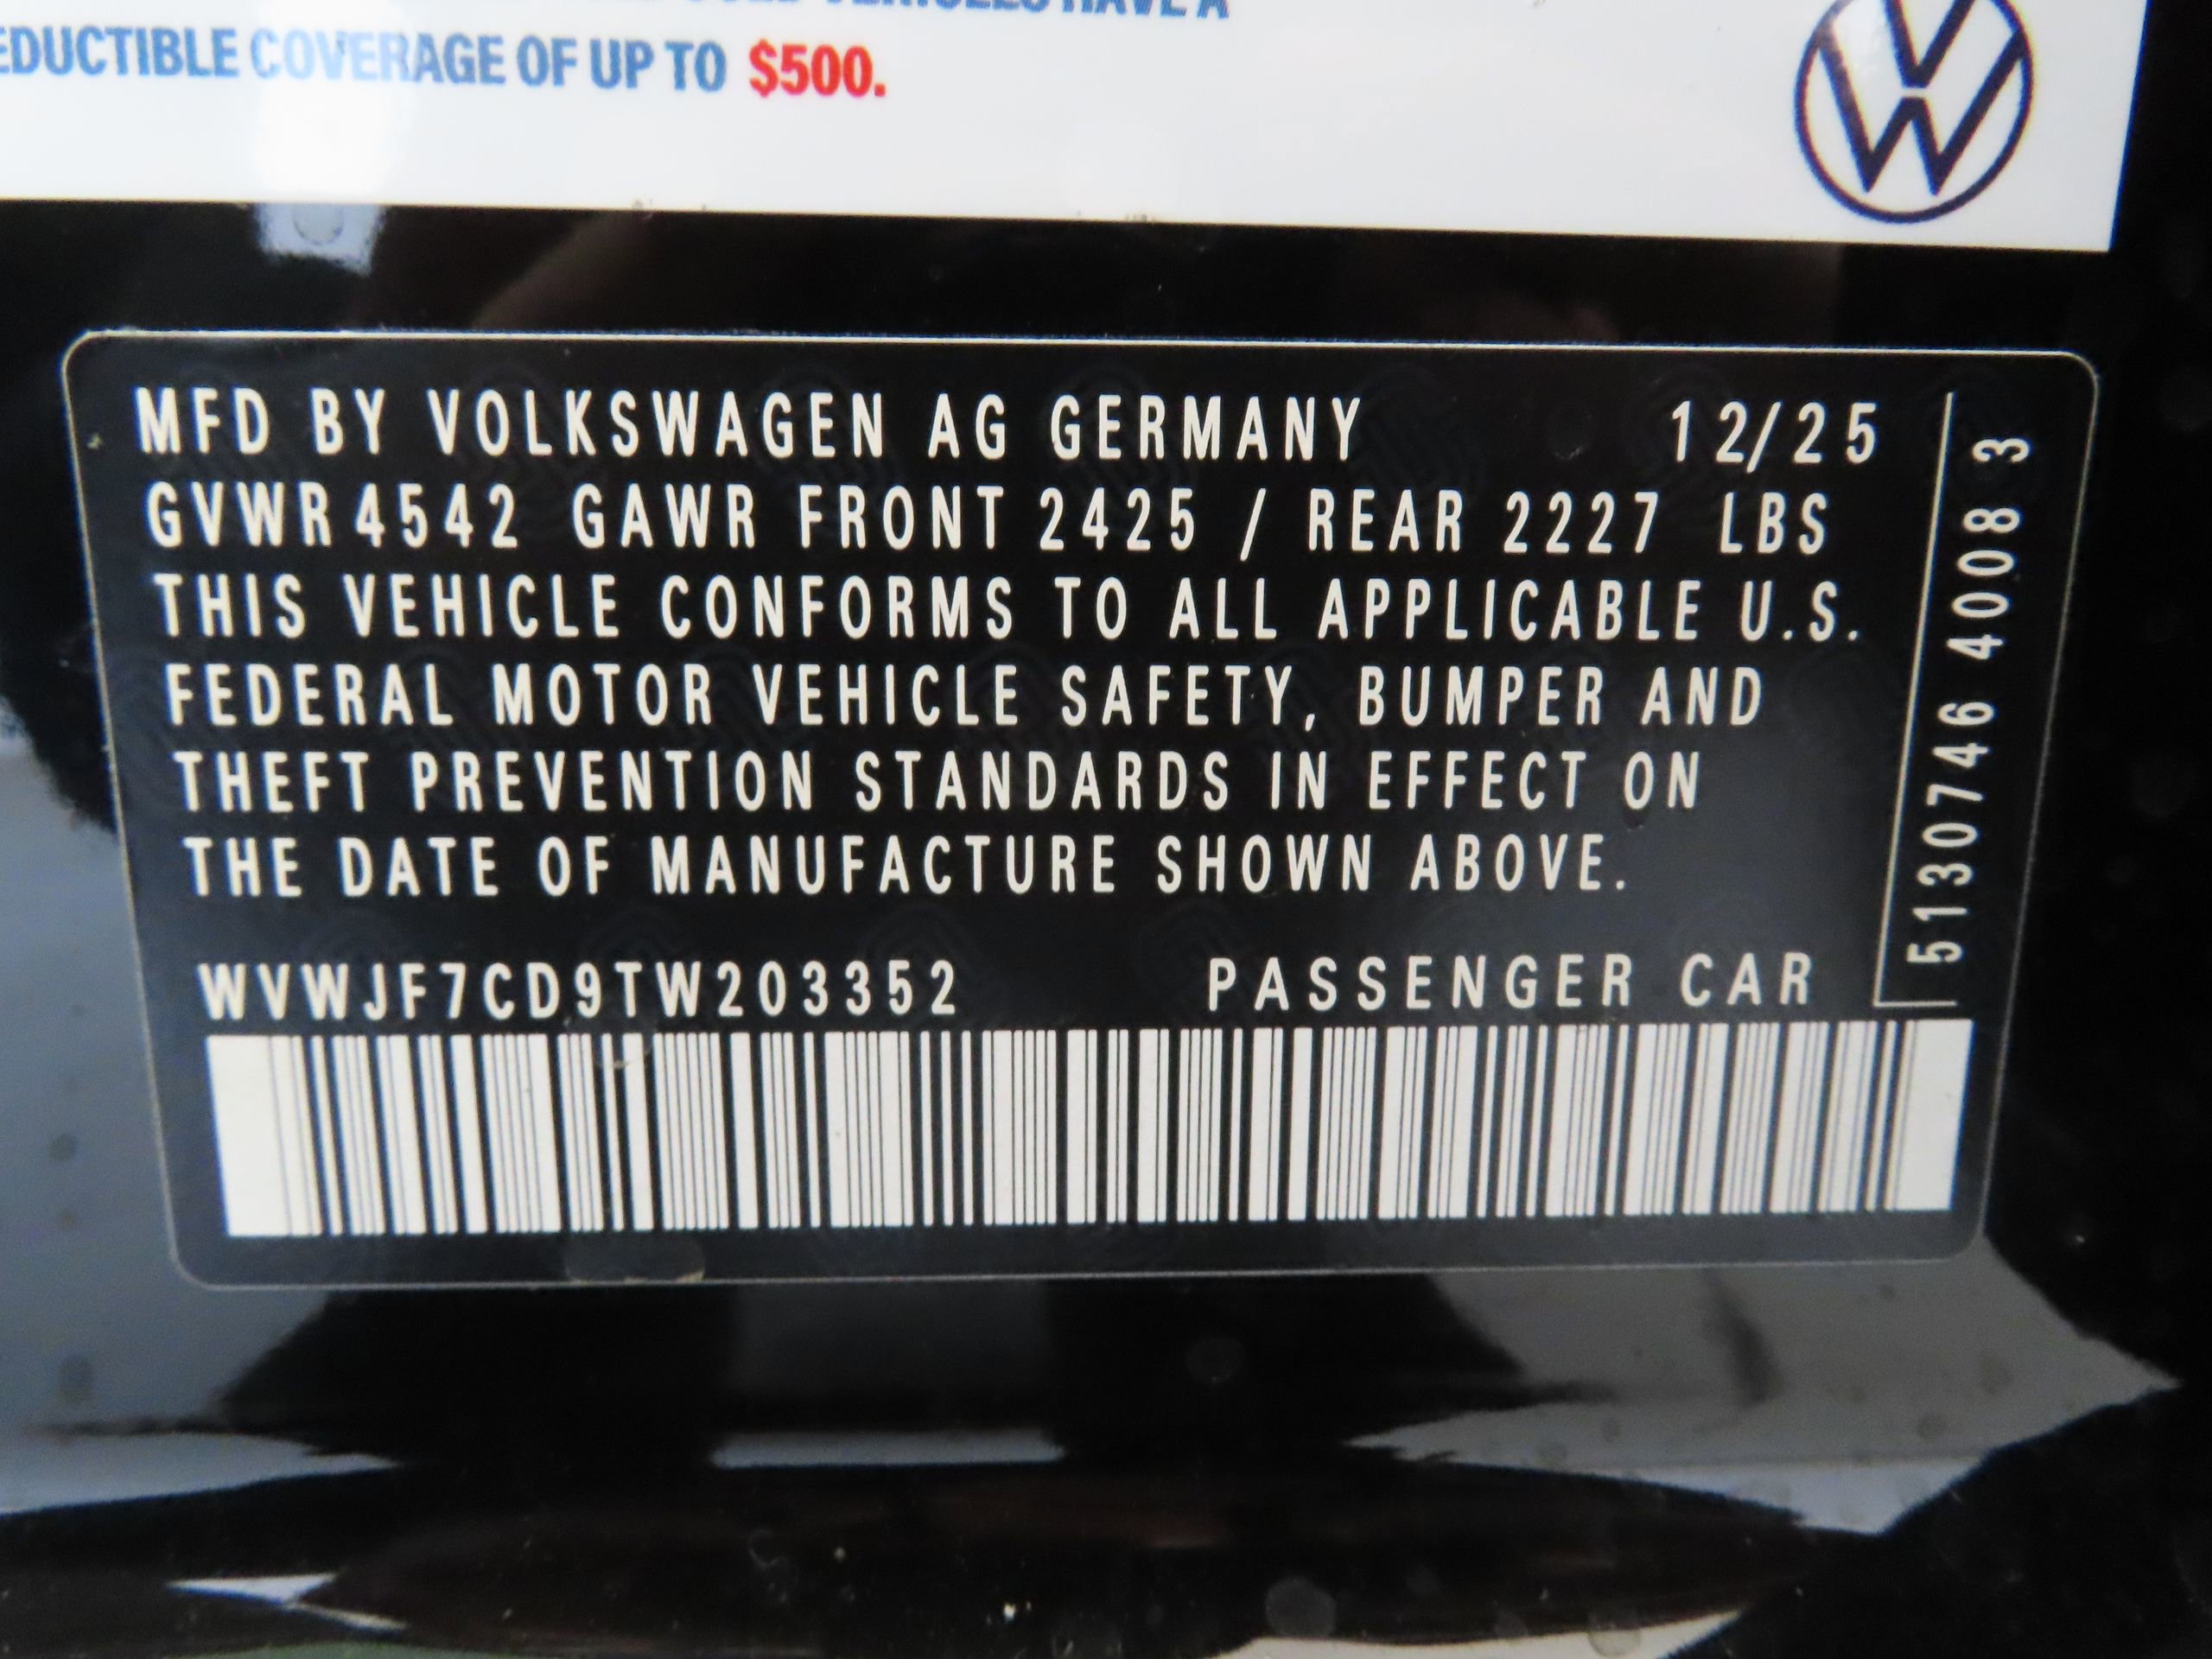 HAVE A
EDUCTIBLE COVERAGE OF UP TO $500.
MFD BY VOLKSWAGEN AG GERMANY 12/25
GVWR 4542 GAWR FRONT 2425 / REAR 2227 LBS
THIS VEHICLE CONFORMS TO ALL APPLICABLE U.S.
FEDERAL MOTOR VEHICLE SAFETY, BUMPER AND
THEFT PREVENTION STANDARDS IN EFFECT ON
THE DATE OF MANUFACTURE SHOWN ABOVE.
WVWJF7CD9TW203352 PASSENGER CAR
5130746 4008 3